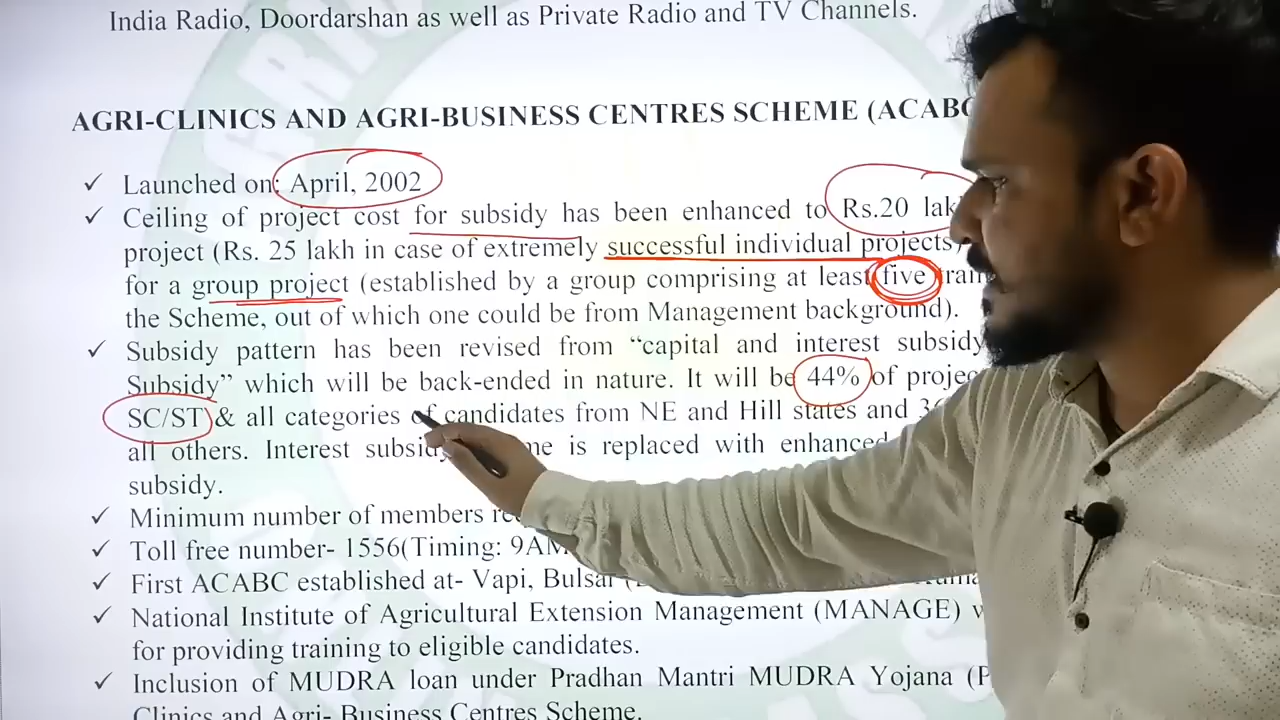 India Radio, Doordarshan as well as Private Radio and TV Channels.
AGRI-CLINICS AND AGRI-BUSINESS CENTRES SCHEME (ACABC
✓ Launched on: April, 2002
✓ Ceiling of project cost for subsidy has been enhanced to Rs.20
project (Rs. 25 lakh in case of extremely successful individual projects)
for a group project (established by a group comprising at least five
the Scheme, out of which one could be from Management background).
✓ Subsidy pattern has been revised from “capital and interest subsidy
Subsidy” which will be back-ended in nature. It will be 44% of
SC/ST) & all categories of candidates from NE and Hill states and
all others. Interest is replaced with enhanced
subsidy.
✓ Minimum number of members
✓ Toll free number- 1556(Timing: 9AM
✓ First ACABC established at- Vapi, Bulsar
✓ National Institute of Agricultural Extension Management (MANAGE)
for providing training to eligible candidates.
✓ Inclusion of MUDRA loan under Pradhan Mantri MUDRA Yojana (P
Clinics and Agri- Business Centres Scheme.